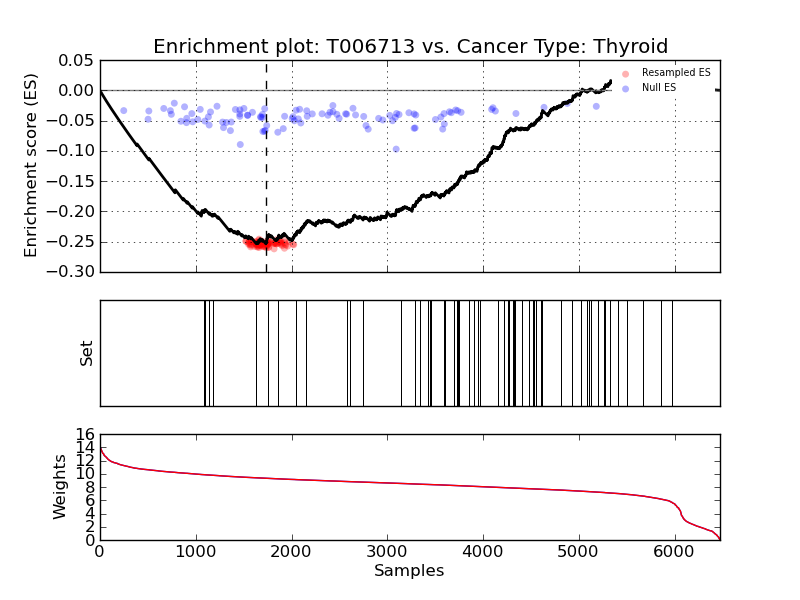 Enrichment plot: T006713 vs. Cancer Type: Thyroid
Enrichment score (ES)
0.05
0.00
−0.05
−0.10
−0.15
−0.20
−0.25
−0.30
Resampled ES
Null ES
Set
Weights
16
14
12
10
8
6
4
2
0
0 1000 2000 3000 4000 5000 6000
Samples